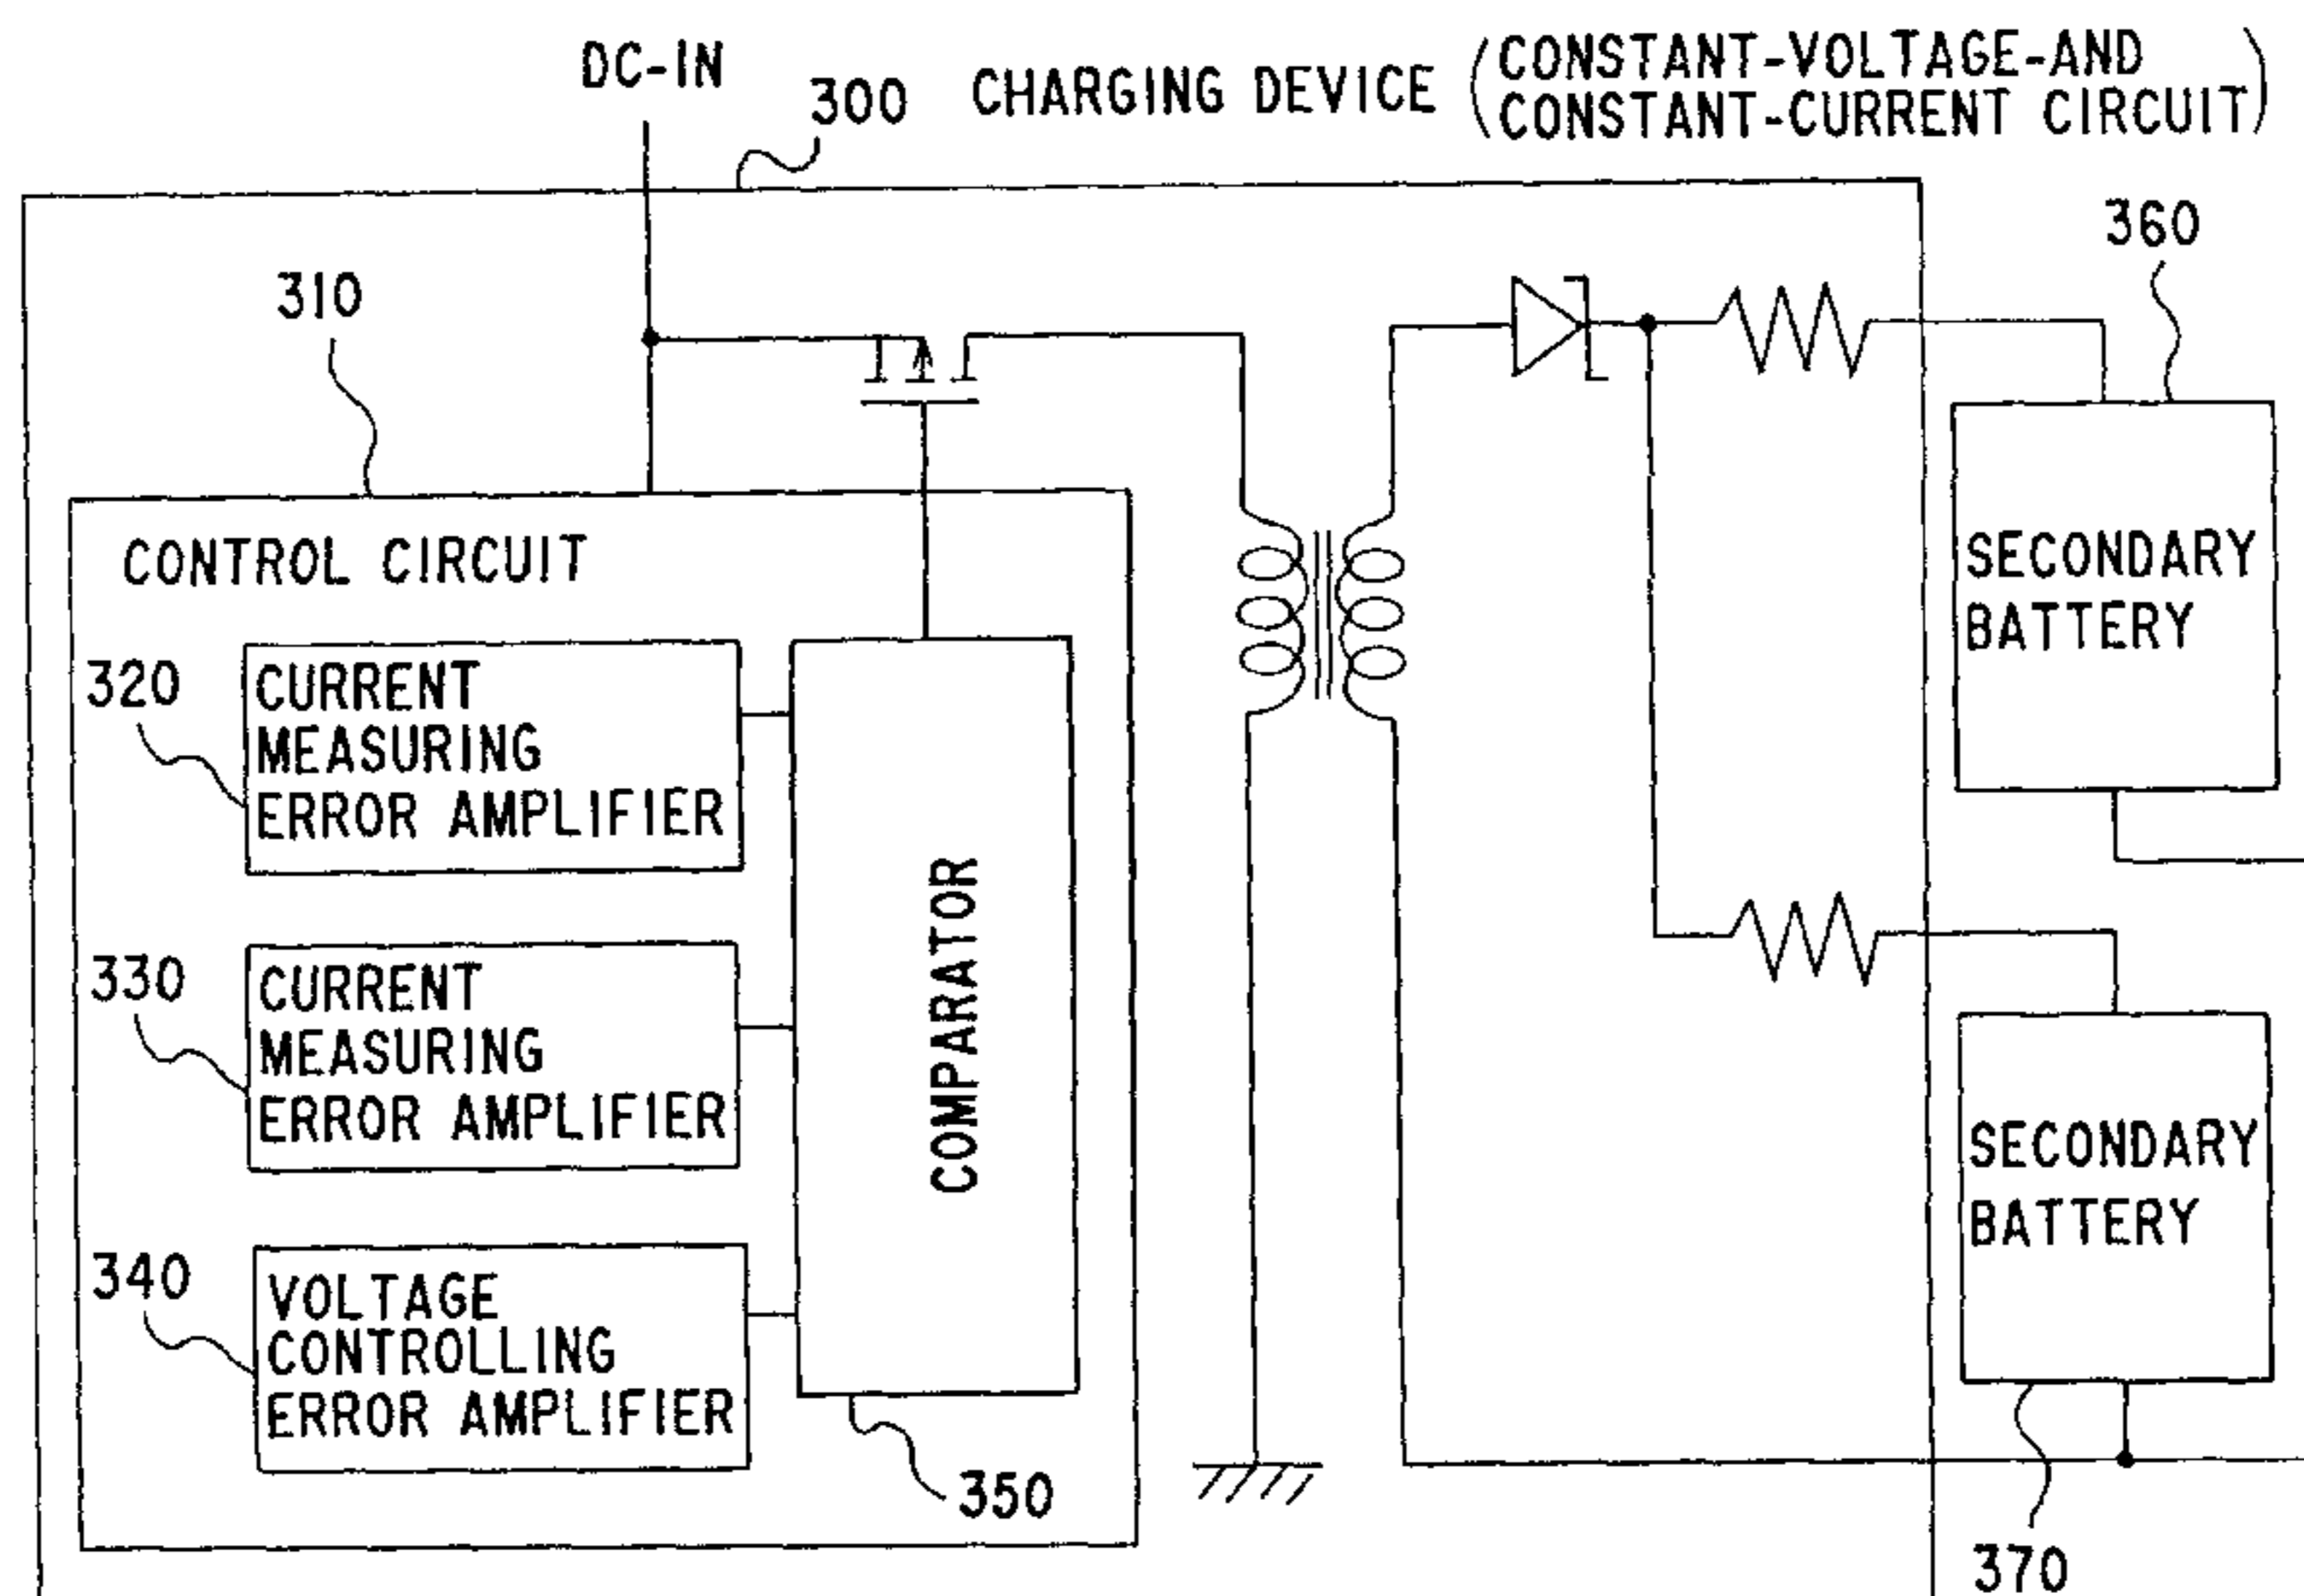 DC-IN
300
CHARGING DEVICE
(CONSTANT-VOLTAGE-AND
CONSTANT-CURRENT CIRCUIT)
310
360
CONTROL CIRCUIT
SECONDARY
BATTERY
320
CURRENT
MEASURING
ERROR AMPLIFIER
COMPARATOR
330
CURRENT
MEASURING
ERROR AMPLIFIER
SECONDARY
BATTERY
340
VOLTAGE
CONTROLLING
ERROR AMPLIFIER
350
370